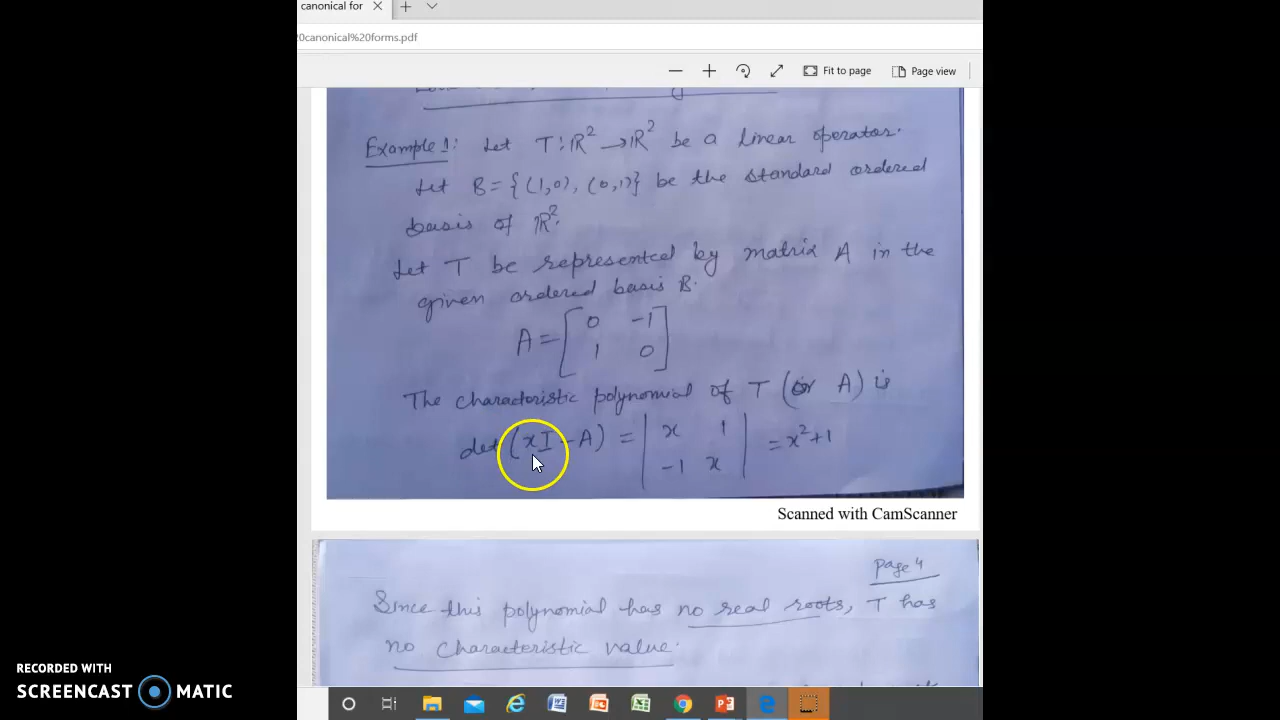 canonical for
20canonical%20forms.pdf
Fit to page
Page view
Example 1: Let T: ℝ² → ℝ² be a linear operator.
Let B = {(1,0), (0,1)} be the standard ordered
basis of ℝ².
Let T be represented by matrix A in the
given ordered basis B.
A = [ 0 -1
1 0 ]
The characteristic polynomial of T (or A) is
det (xI - A) = | x 1 | = x²+1
| -1 x |
Scanned with CamScanner
Page 4
Since this polynomial has no real roots, T has
no characteristic value.
RECORDED WITH
SCREENCAST MATIC